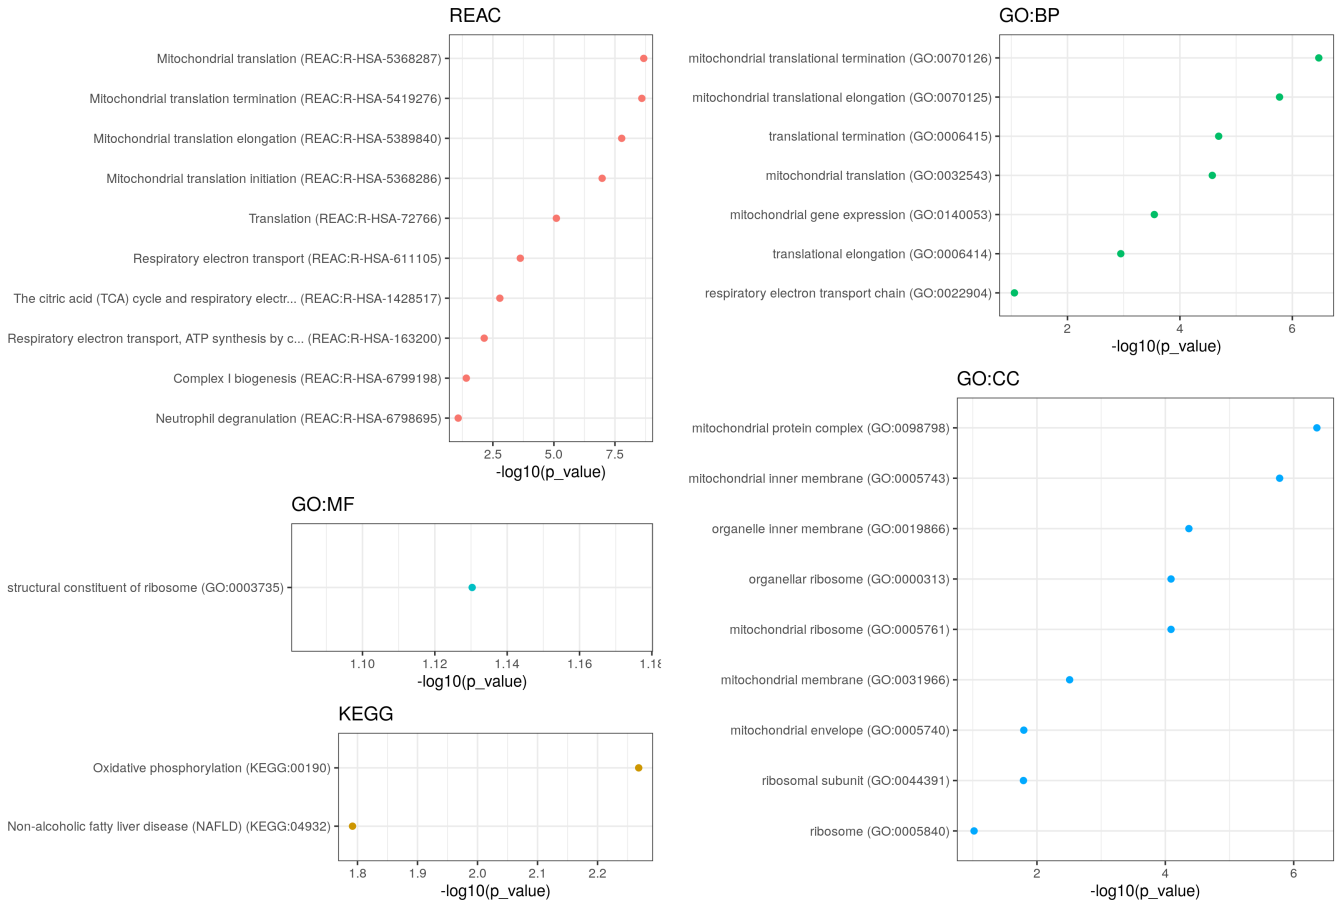 REAC
Mitochondrial translation (REAC:R-HSA-5368287)
Mitochondrial translation termination (REAC:R-HSA-5419276)
Mitochondrial translation elongation (REAC:R-HSA-5389840)
Mitochondrial translation initiation (REAC:R-HSA-5368286)
Translation (REAC:R-HSA-72766)
Respiratory electron transport (REAC:R-HSA-611105)
The citric acid (TCA) cycle and respiratory electr... (REAC:R-HSA-1428517)
Respiratory electron transport, ATP synthesis by c... (REAC:R-HSA-163200)
Complex I biogenesis (REAC:R-HSA-6799198)
Neutrophil degranulation (REAC:R-HSA-6798695)
2.5 5.0 7.5
-log10(p_value)
GO:MF
structural constituent of ribosome (GO:0003735)
1.10 1.12 1.14 1.16 1.18
-log10(p_value)
KEGG
Oxidative phosphorylation (KEGG:00190)
Non-alcoholic fatty liver disease (NAFLD) (KEGG:04932)
1.8 1.9 2.0 2.1 2.2
-log10(p_value)
GO:BP
mitochondrial translational termination (GO:0070126)
mitochondrial translational elongation (GO:0070125)
translational termination (GO:0006415)
mitochondrial translation (GO:0032543)
mitochondrial gene expression (GO:0140053)
translational elongation (GO:0006414)
respiratory electron transport chain (GO:0022904)
2 4 6
-log10(p_value)
GO:CC
mitochondrial protein complex (GO:0098798)
mitochondrial inner membrane (GO:0005743)
organelle inner membrane (GO:0019866)
organellar ribosome (GO:0000313)
mitochondrial ribosome (GO:0005761)
mitochondrial membrane (GO:0031966)
mitochondrial envelope (GO:0005740)
ribosomal subunit (GO:0044391)
ribosome (GO:0005840)
2 4 6
-log10(p_value)